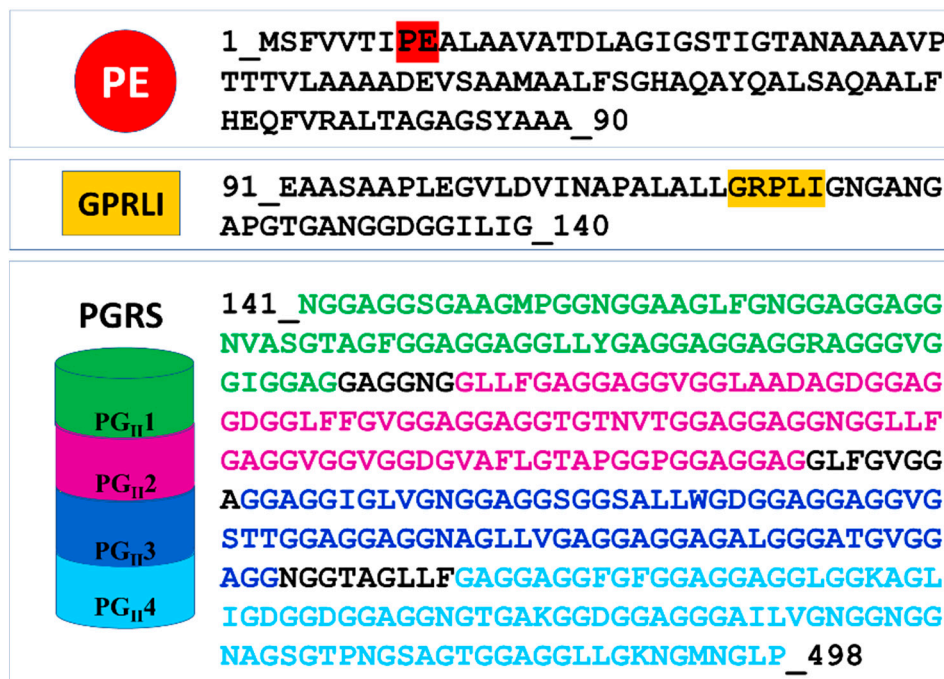 PE
1_MSFVVTIPEALAAVATDLAGIGSTIGTANAAAAVP
TTTVLAAAADEVSAAMAALFSGHAQAYQALSAQAALF
HEQFVRALTAGAGSYAAA_90
GPRLI
91_EAASAAPLEGVLDVINAPALALLGRPLIGNGANG
APGTGANGGDGGILIG_140
PGRS
PGII1
PGII2
PGII3
PGII4
141_NGGAGGSGAAGMPGGNGGAAGLFGNGGAGGAGG
NVASGTAGFGGAGGAGGLLYGAGGAGGAGGRAGGGVG
GIGGAGGAGGNGGLLFGAGGAGGVGGLAADAGDGGAG
GDGGLFFGVGGAGGAGGTGTNVTGGAGGAGGNGGLLF
GAGGVGGVGGDGVAFLGTAPGGPGGAGGAGGLFGVGG
AGGAGGIGLVGNGGAGGSGGSALLWGDGGAGGAGGVG
STTGGAGGAGGNAGLLVGAGGAGGAGALGGGATGVGG
AGGNGGTAGLLFGAGGAGGFGFGGAGGAGGLGGKAGL
IGDGGDGGAGGNGTGAKGGDGGAGGGAILVGNGGNGG
NAGSGTPNGSAGTGGAGGLLGKNGMNGLP_498